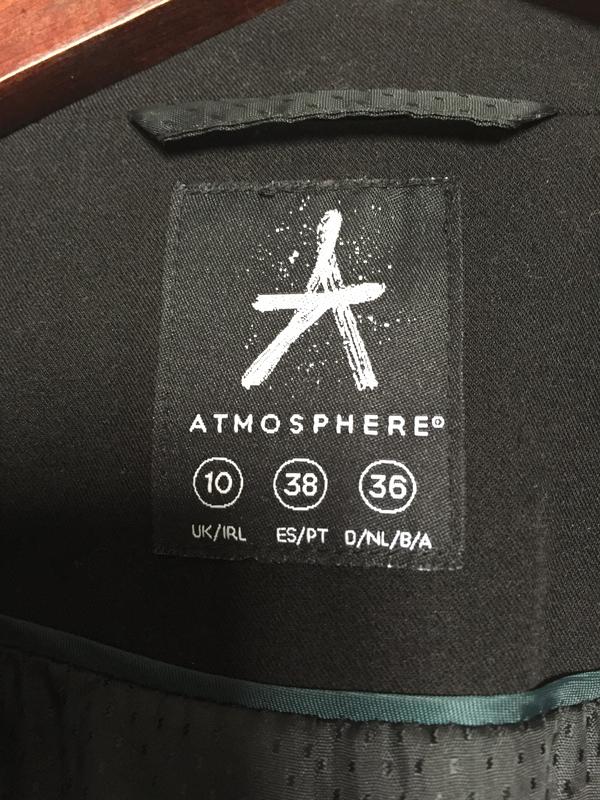 A
ATMOSPHERE®
10 38 36
UK/IRL ES/PT D/NL/B/A